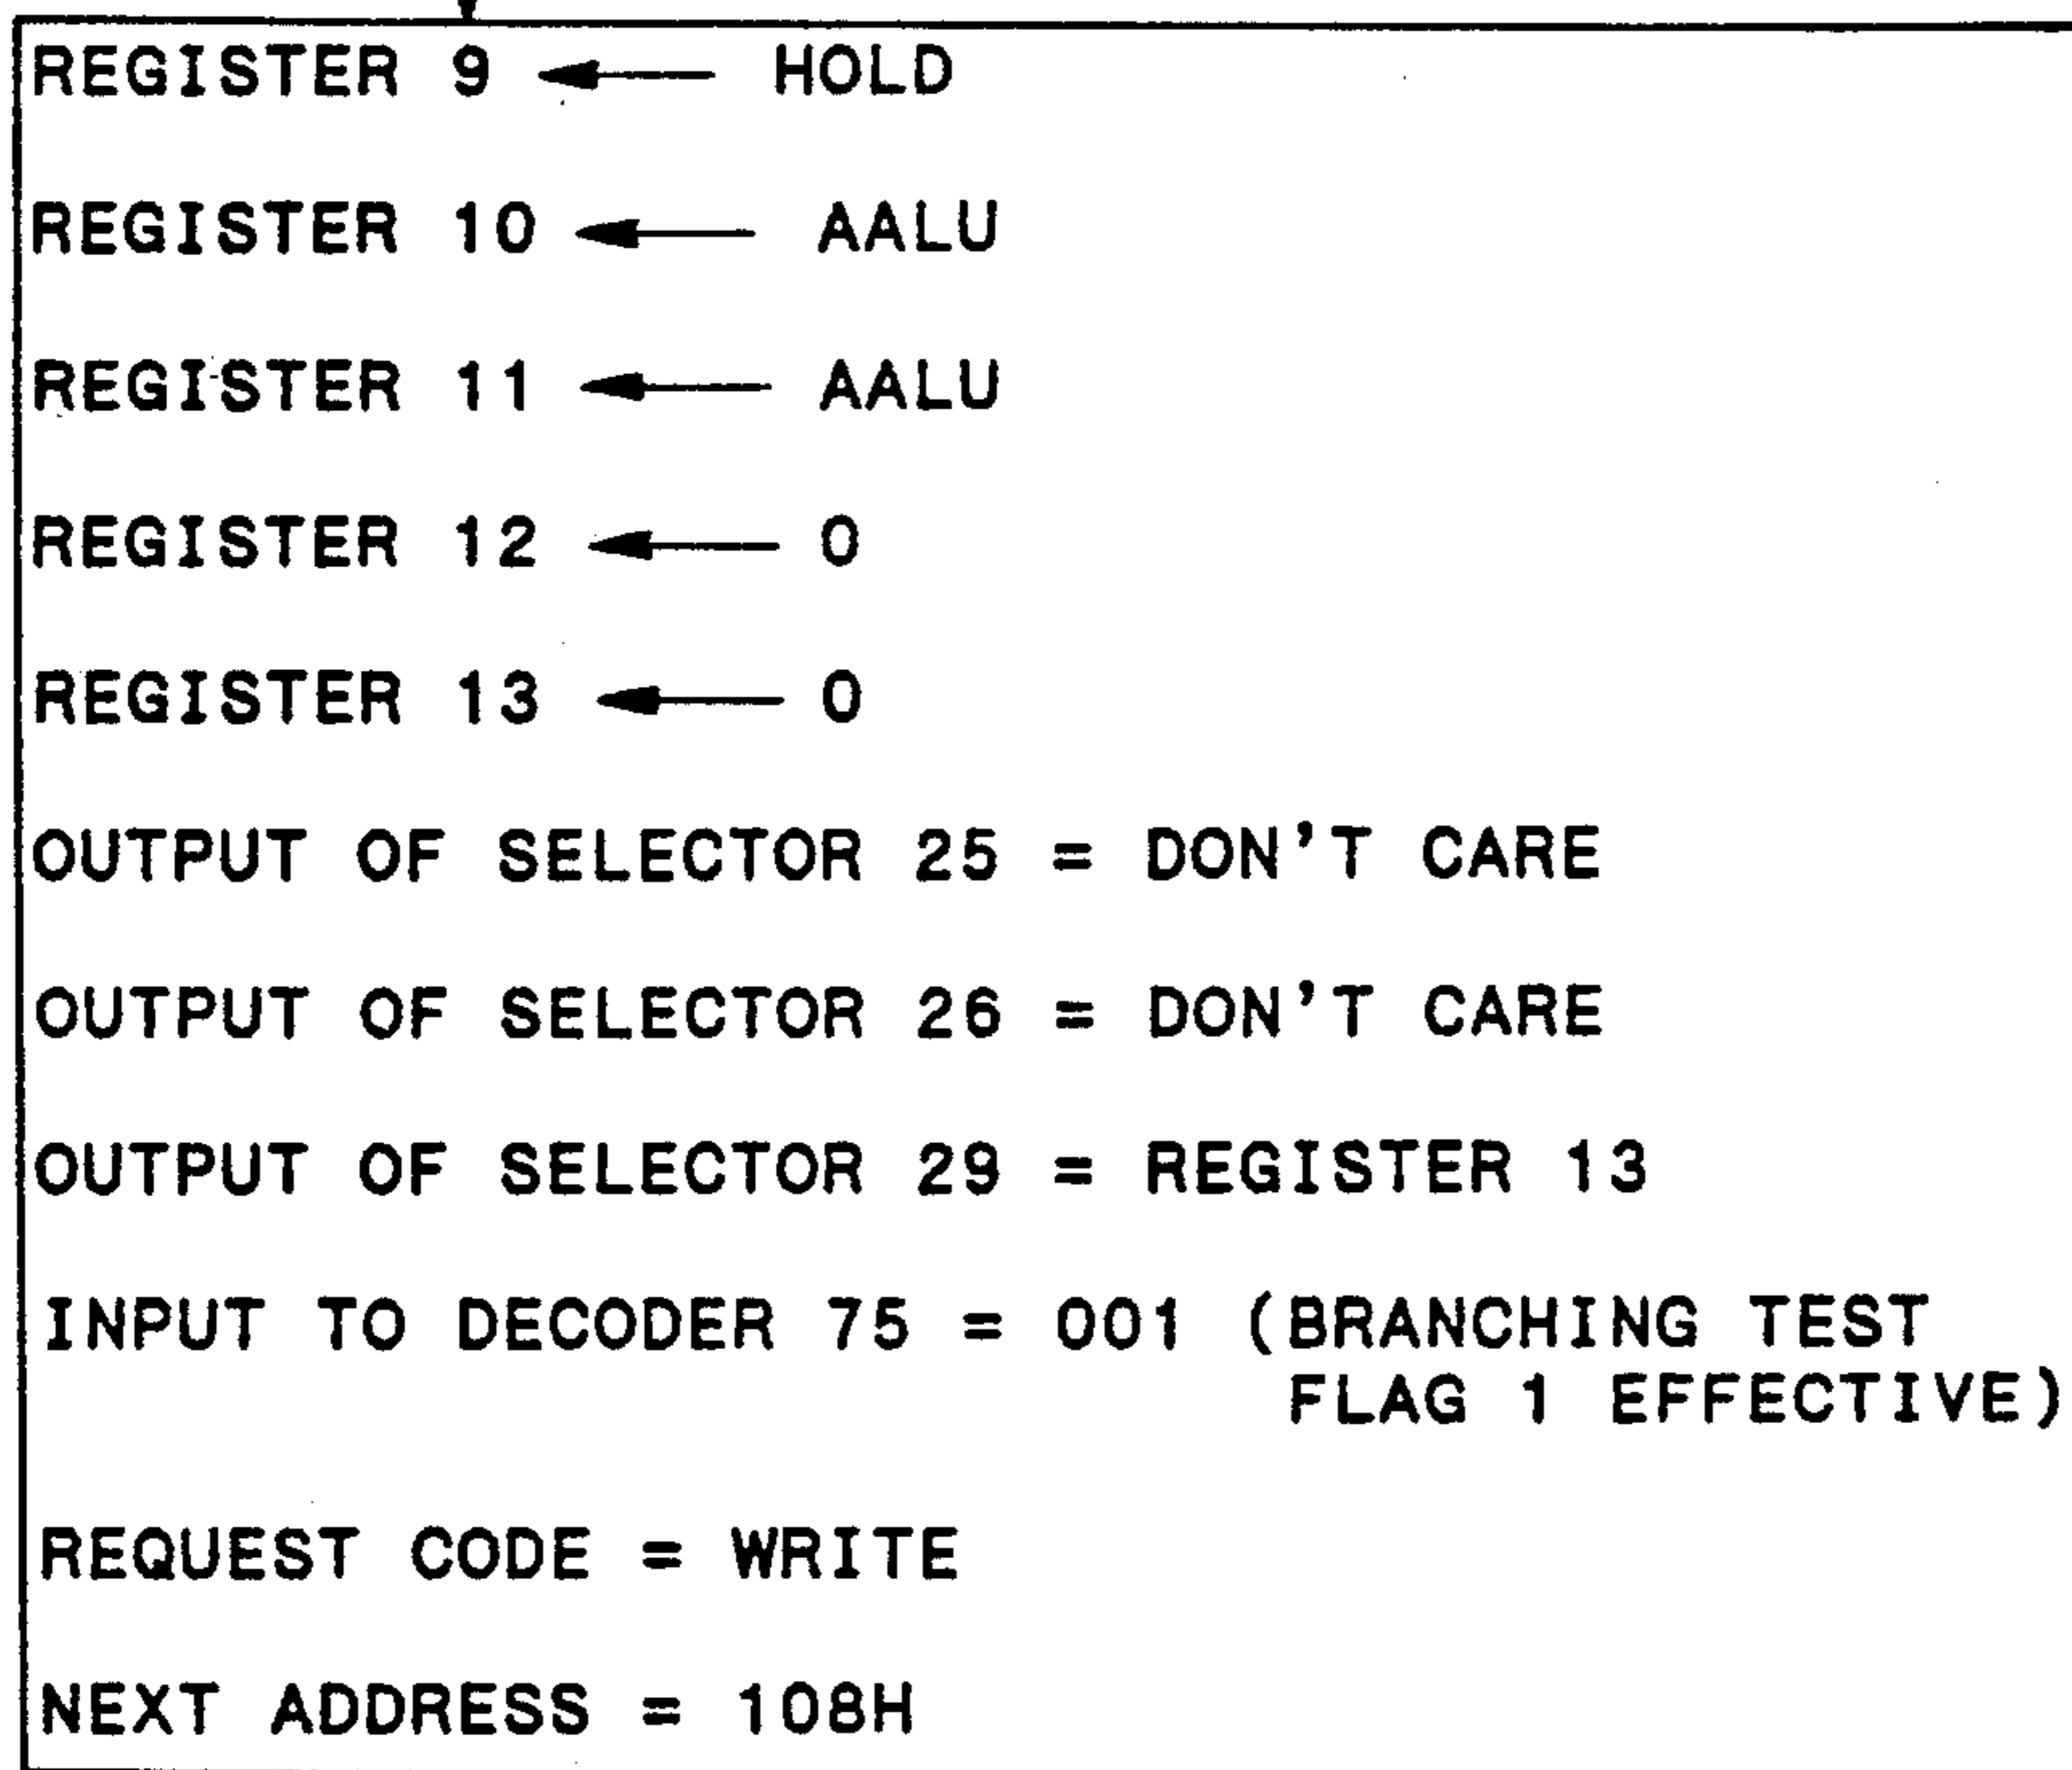 REGISTER 9 ← HOLD
REGISTER 10 ← AALU
REGISTER 11 ← AALU
REGISTER 12 ← 0
REGISTER 13 ← 0
OUTPUT OF SELECTOR 25 = DON'T CARE
OUTPUT OF SELECTOR 26 = DON'T CARE
OUTPUT OF SELECTOR 29 = REGISTER 13
INPUT TO DECODER 75 = 001 (BRANCHING TEST
FLAG 1 EFFECTIVE)
REQUEST CODE = WRITE
NEXT ADDRESS = 108H